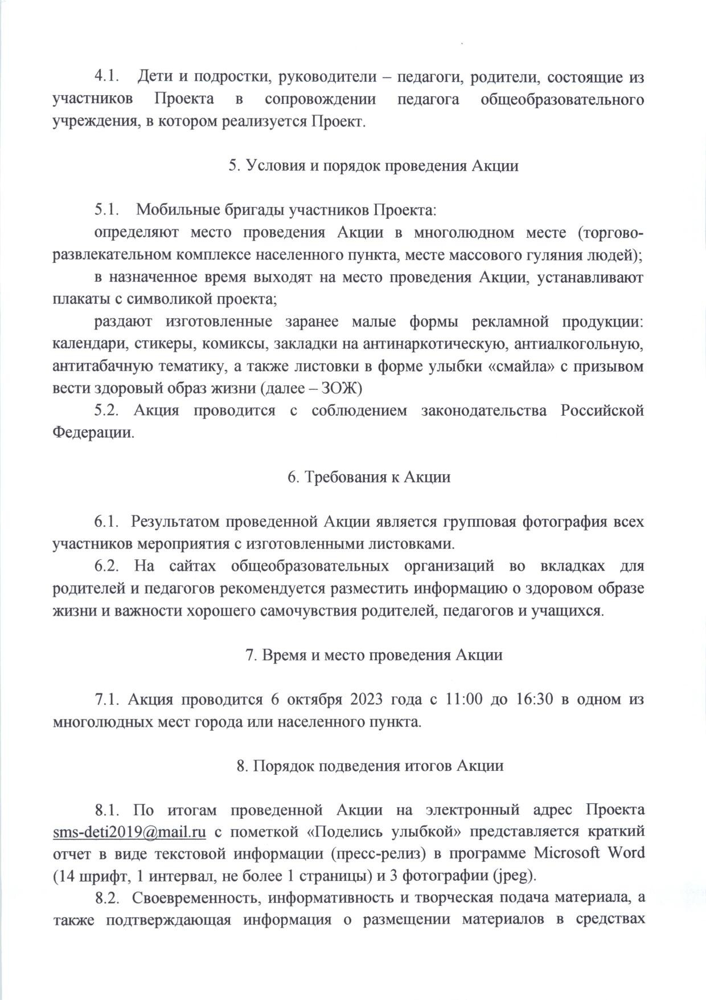 4.1. Дети и подростки, руководители – педагоги, родители, состоящие из
участников Проекта в сопровождении педагога общеобразовательного
учреждения, в котором реализуется Проект.
5. Условия и порядок проведения Акции
5.1. Мобильные бригады участников Проекта:
определяют место проведения Акции в многолюдном месте (торгово-
развлекательном комплексе населенного пункта, месте массового гуляния людей);
в назначенное время выходят на место проведения Акции, устанавливают
плакаты с символикой проекта;
раздают изготовленные заранее малые формы рекламной продукции:
календари, стикеры, комиксы, закладки на антинаркотическую, антиалкогольную,
антитабачную тематику, а также листовки в форме улыбки «смайла» с призывом
вести здоровый образ жизни (далее – ЗОЖ)
5.2. Акция проводится с соблюдением законодательства Российской
Федерации.
6. Требования к Акции
6.1. Результатом проведенной Акции является групповая фотография всех
участников мероприятия с изготовленными листовками.
6.2. На сайтах общеобразовательных организаций во вкладках для
родителей и педагогов рекомендуется разместить информацию о здоровом образе
жизни и важности хорошего самочувствия родителей, педагогов и учащихся.
7. Время и место проведения Акции
7.1. Акция проводится 6 октября 2023 года с 11:00 до 16:30 в одном из
многолюдных мест города или населенного пункта.
8. Порядок подведения итогов Акции
8.1. По итогам проведенной Акции на электронный адрес Проекта
sms-deti2019@mail.ru с пометкой «Поделись улыбкой» представляется краткий
отчет в виде текстовой информации (пресс-релиз) в программе Microsoft Word
(14 шрифт, 1 интервал, не более 1 страницы) и 3 фотографии (jpeg).
8.2. Своевременность, информативность и творческая подача материала, а
также подтверждающая информация о размещении материалов в средствах